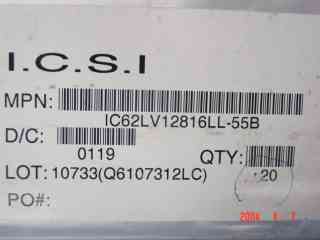 I.C.S.I
MPN:
IC62LV12816LL-55B
D/C:
0119 QTY:
LOT: 10733(Q6107312LC) 20
PO#: